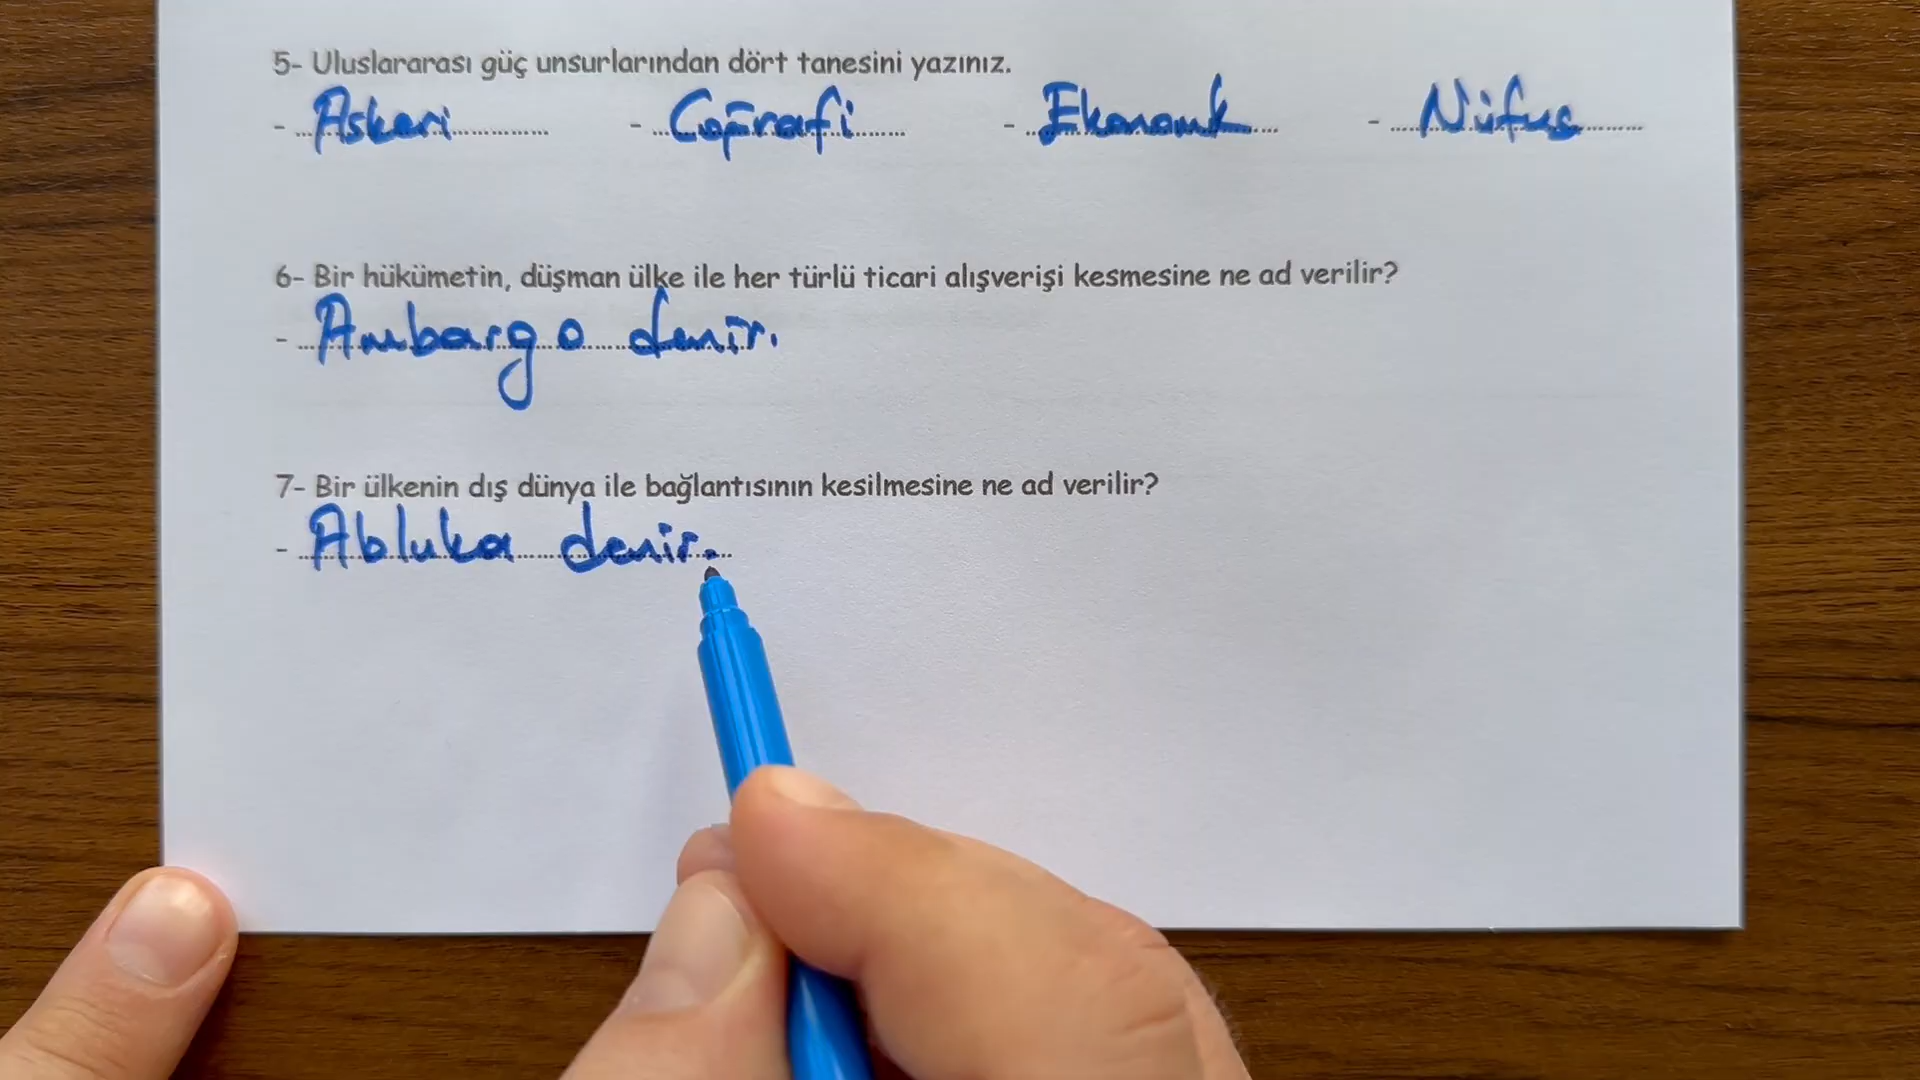 5- Uluslararası güç unsurlarından dört tanesini yazınız.
- Askeri - Coğrafi - Ekonomik - Nüfus
6- Bir hükümetin, düşman ülke ile her türlü ticari alışverişi kesmesine ne ad verilir?
- Ambargo denir.
7- Bir ülkenin dış dünya ile bağlantısının kesilmesine ne ad verilir?
- Abluka denir.